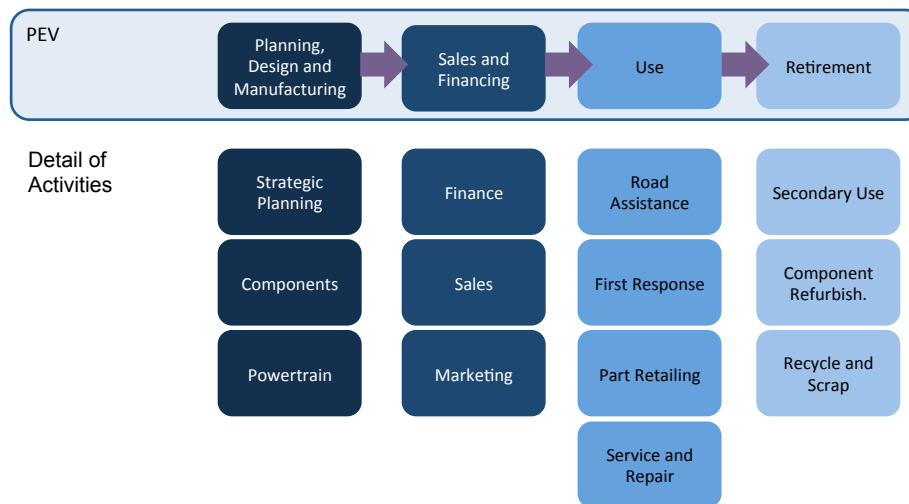 PEV
Planning,
Design and
Manufacturing
Sales and
Financing
Use
Retirement
Detail of
Activities
Strategic
Planning
Finance
Road
Assistance
Secondary Use
Components
Sales
First Response
Component
Refurbish.
Powertrain
Marketing
Part Retailing
Recycle and
Scrap
Service and
Repair